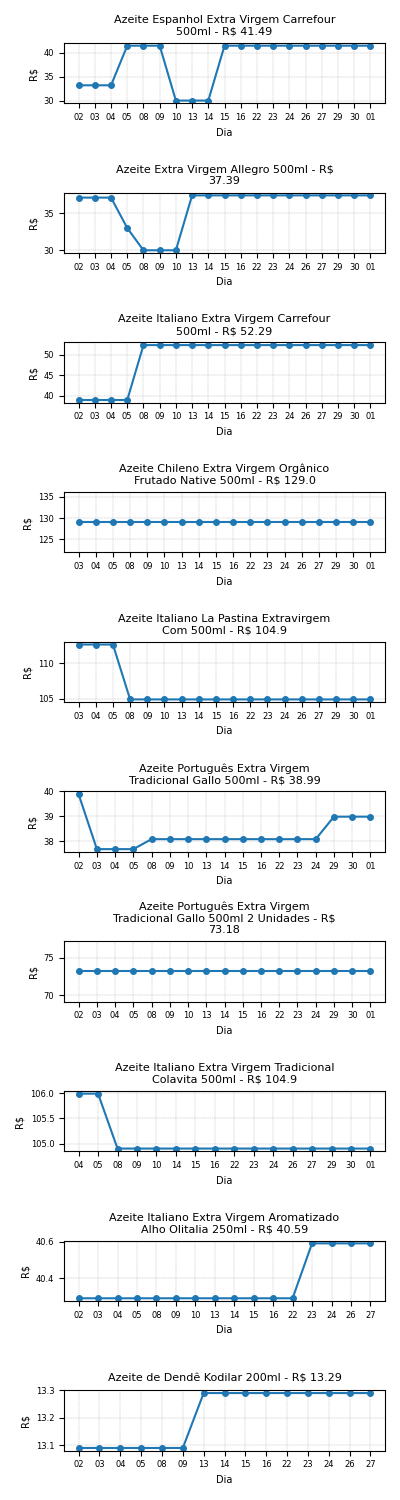 Azeite Espanhol Extra Virgem Carrefour
500ml - R$ 41.49
40
35
30
R$
02 03 04 05 08 09 10 13 14 15 16 22 23 24 26 27 29 30 01
Dia
Azeite Extra Virgem Allegro 500ml - R$
37.39
35
30
R$
02 03 04 05 08 09 10 13 14 15 16 22 23 24 26 27 29 30 01
Dia
Azeite Italiano Extra Virgem Carrefour
500ml - R$ 52.29
50
45
40
R$
02 03 04 05 08 09 10 13 14 15 16 22 23 24 26 27 29 30 01
Dia
Azeite Chileno Extra Virgem Orgânico
Frutado Native 500ml - R$ 129.0
135
130
125
R$
03 04 05 08 09 10 13 14 15 16 22 23 24 26 27 29 30 01
Dia
Azeite Italiano La Pastina Extravirgem
Com 500ml - R$ 104.9
110
105
R$
03 04 05 08 09 10 13 14 15 16 22 23 24 26 27 29 30 01
Dia
Azeite Português Extra Virgem
Tradicional Gallo 500ml - R$ 38.99
40
39
38
R$
02 03 04 05 08 09 10 13 14 15 16 22 23 24 29 30 01
Dia
Azeite Português Extra Virgem
Tradicional Gallo 500ml 2 Unidades - R$
73.18
75
70
R$
02 03 04 05 08 09 10 13 14 15 16 22 23 24 29 30 01
Dia
Azeite Italiano Extra Virgem Tradicional
Colavita 500ml - R$ 104.9
106.0
105.5
105.0
R$
04 05 08 09 10 14 15 16 22 23 24 26 27 29 30 01
Dia
Azeite Italiano Extra Virgem Aromatizado
Alho Olitalia 250ml - R$ 40.59
40.6
40.4
R$
02 03 04 05 08 09 10 13 14 15 16 22 23 24 26 27
Dia
Azeite de Dendê Kodilar 200ml - R$ 13.29
13.3
13.2
13.1
R$
02 03 04 05 08 09 13 14 15 16 22 23 24 26 27
Dia